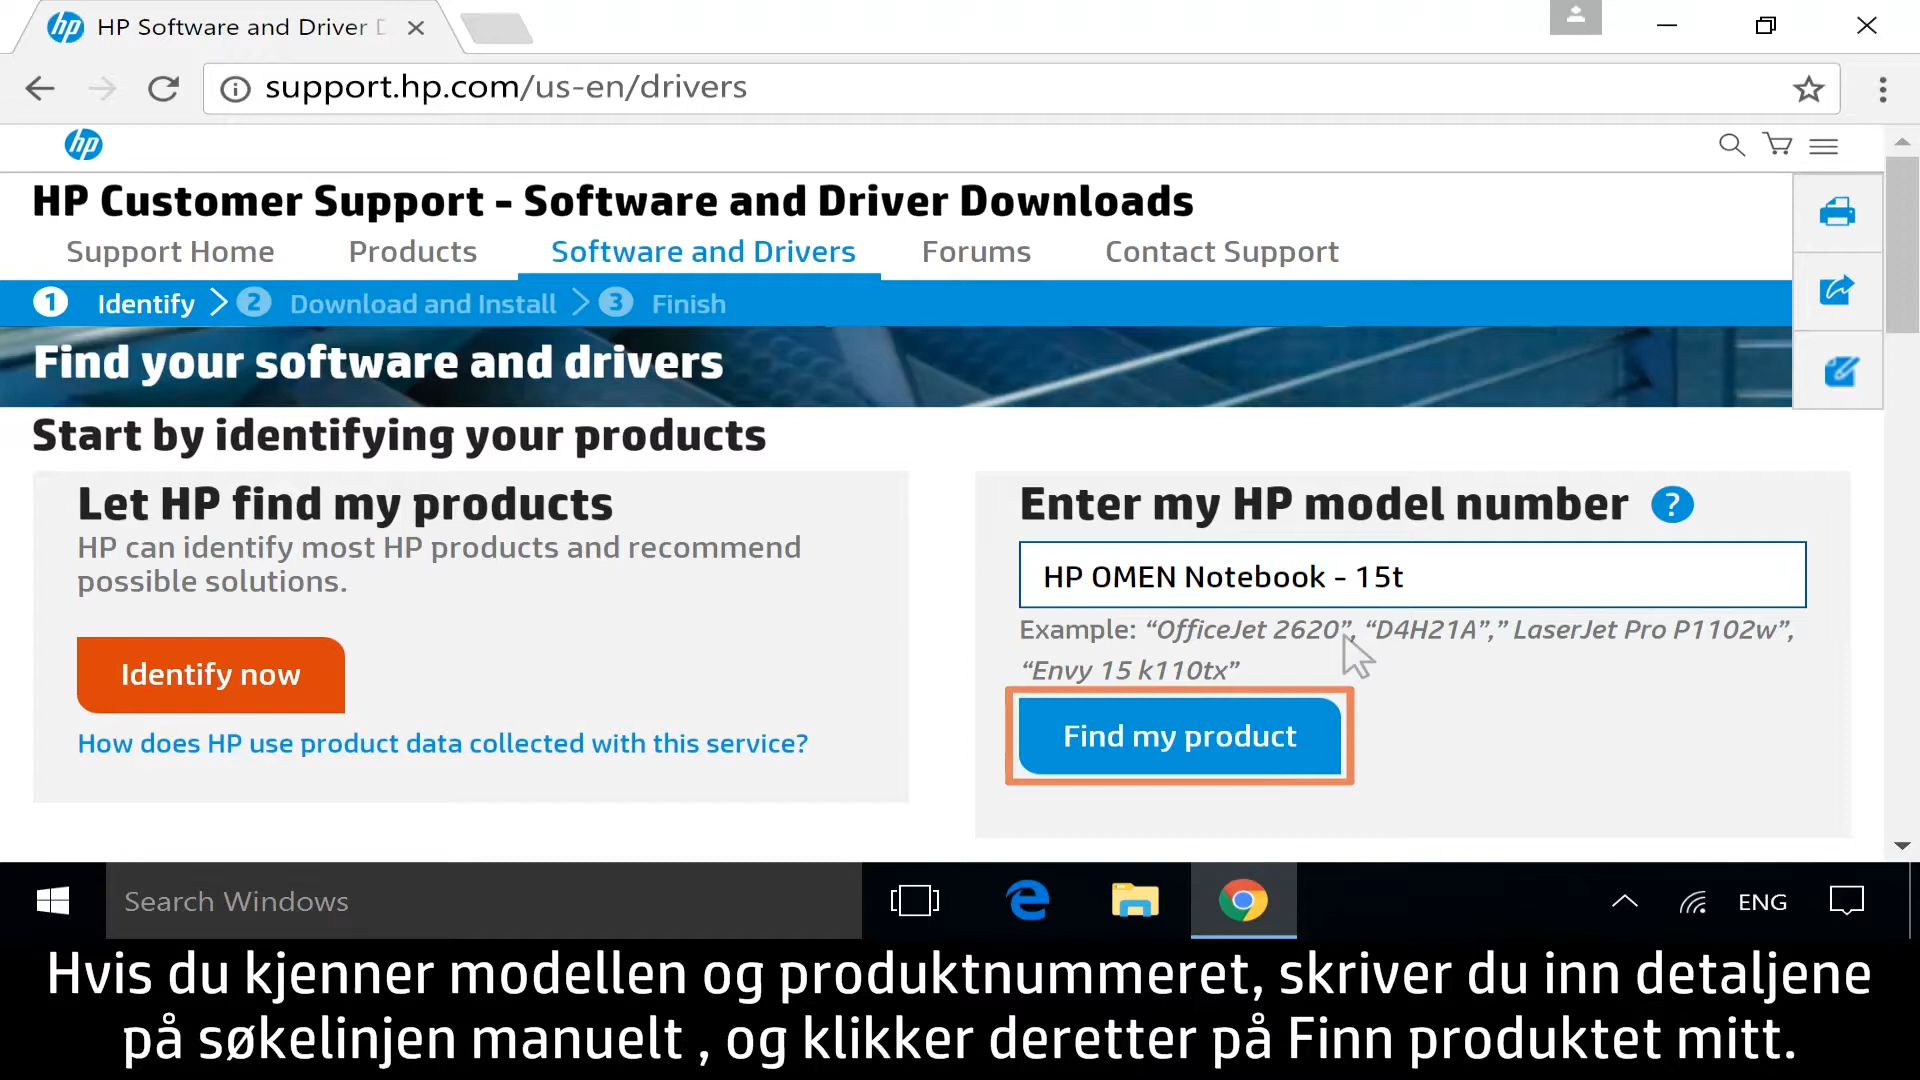 hp HP Software and Driver D
support.hp.com/us-en/drivers
hp
HP Customer Support - Software and Driver Downloads
Support Home Products Software and Drivers Forums Contact Support
1 Identify 2 Download and Install 3 Finish
Find your software and drivers
Start by identifying your products
Let HP find my products
HP can identify most HP products and recommend
possible solutions.
Identify now
How does HP use product data collected with this service?
Enter my HP model number ?
HP OMEN Notebook - 15t
Example: “OfficeJet 2620”, “D4H21A”,” LaserJet Pro P1102w”,
“Envy 15 k110tx”
Find my product
Search Windows
ENG
Hvis du kjenner modellen og produktnummeret, skriver du inn detaljene
på søkelinjen manuelt , og klikker deretter på Finn produktet mitt.